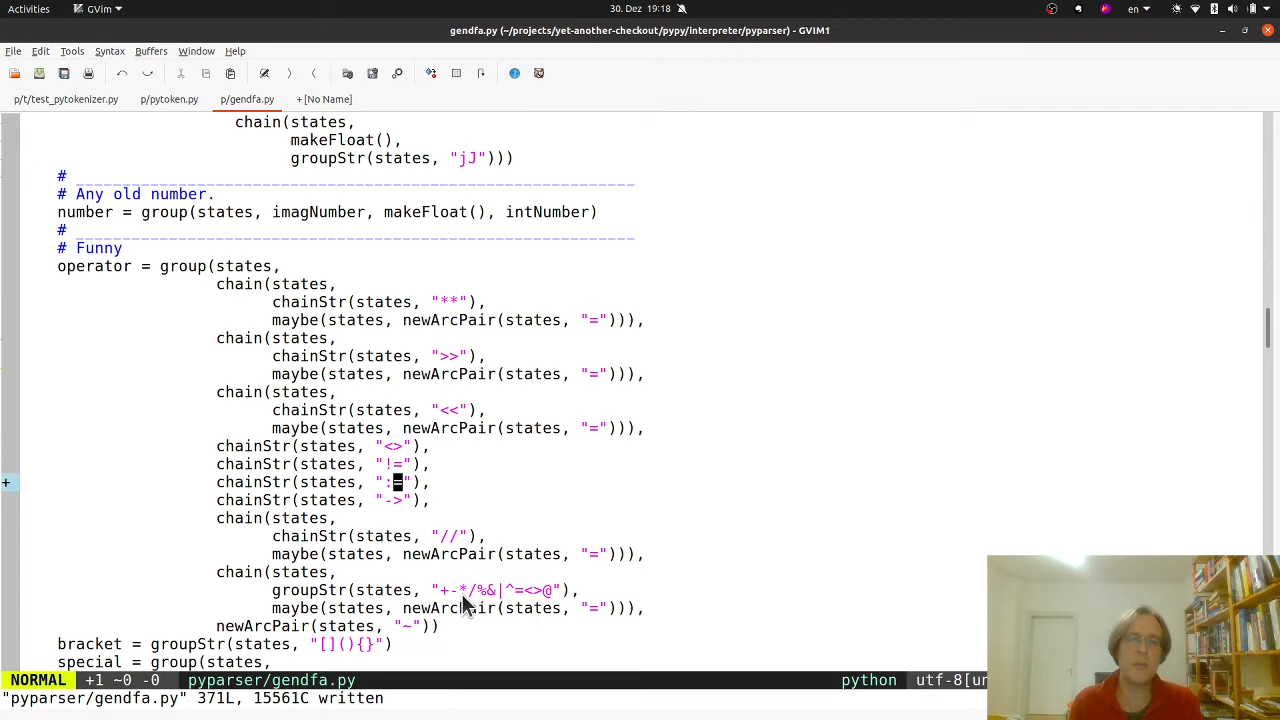 Activities GVim 30. Dez 19:18 en
gendfa.py (~/projects/yet-another-checkout/pypy/interpreter/pyparser) - GVIM1
File Edit Tools Syntax Buffers Window Help
p/t/test_pytokenizer.py p/pytoken.py p/gendfa.py + [No Name]
chain(states,
makeFloat(),
groupStr(states, "jJ")))
# ____________________________________________________________
# Any old number.
number = group(states, imagNumber, makeFloat(), intNumber)
# ____________________________________________________________
# Funny
operator = group(states,
chain(states,
chainStr(states, "**"),
maybe(states, newArcPair(states, "="))),
chain(states,
chainStr(states, ">>"),
maybe(states, newArcPair(states, "="))),
chain(states,
chainStr(states, "<<"),
maybe(states, newArcPair(states, "="))),
chainStr(states, "<>"),
chainStr(states, "!="),
+ chainStr(states, ":="),
chainStr(states, "->"),
chain(states,
chainStr(states, "//"),
maybe(states, newArcPair(states, "="))),
chain(states,
groupStr(states, "+-*/%&|^=<>@"),
maybe(states, newArcPair(states, "="))),
newArcPair(states, "~"))
bracket = groupStr(states, "[](){}")
special = group(states,
NORMAL +1 ~0 -0 pyparser/gendfa.py python utf-8[un
"pyparser/gendfa.py" 371L, 15561C written